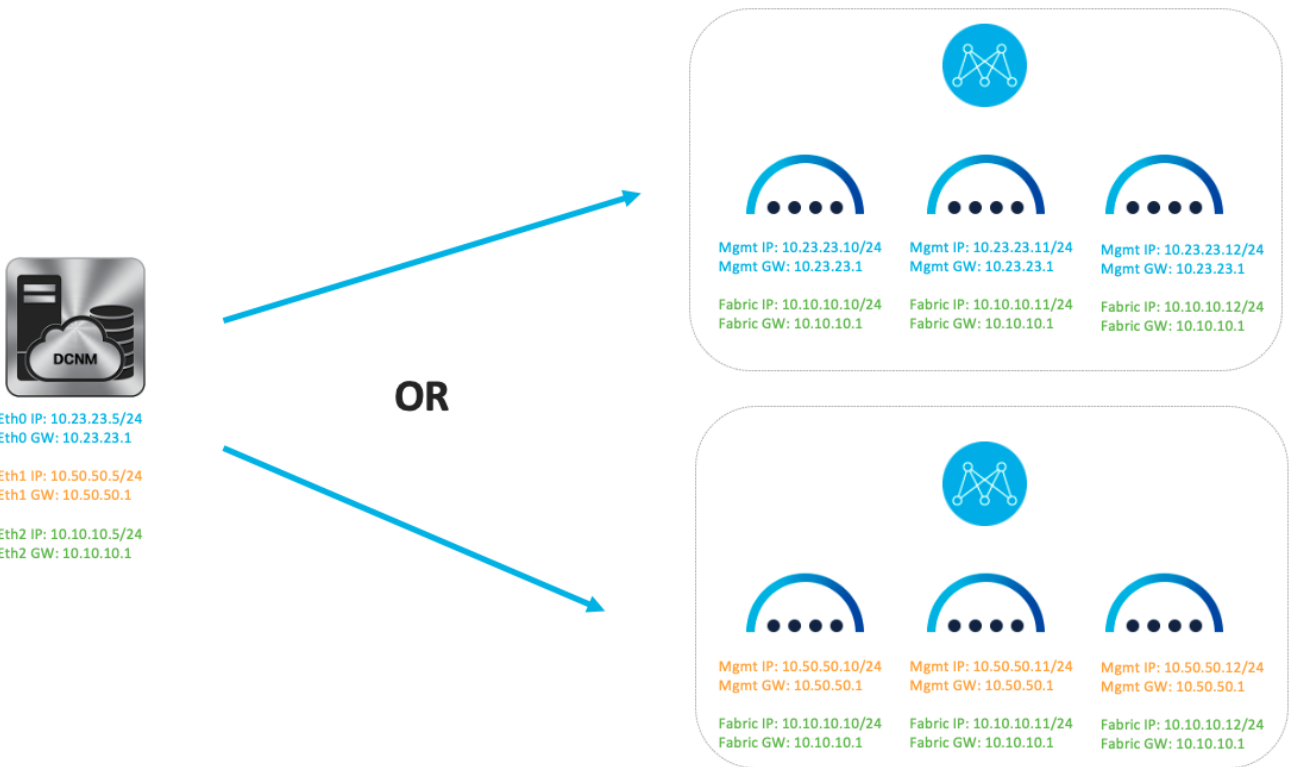 Mgmt IP: 10.23.23.10/24
Mgmt GW: 10.23.23.1
Fabric IP: 10.10.10.10/24
Fabric GW: 10.10.10.1
Mgmt IP: 10.23.23.11/24
Mgmt GW: 10.23.23.1
Fabric IP: 10.10.10.11/24
Fabric GW: 10.10.10.1
Mgmt IP: 10.23.23.12/24
Mgmt GW: 10.23.23.1
Fabric IP: 10.10.10.12/24
Fabric GW: 10.10.10.1
DCNM
Eth0 IP: 10.23.23.5/24
Eth0 GW: 10.23.23.1
Eth1 IP: 10.50.50.5/24
Eth1 GW: 10.50.50.1
Eth2 IP: 10.10.10.5/24
Eth2 GW: 10.10.10.1
OR
Mgmt IP: 10.50.50.10/24
Mgmt GW: 10.50.50.1
Fabric IP: 10.10.10.10/24
Fabric GW: 10.10.10.1
Mgmt IP: 10.50.50.11/24
Mgmt GW: 10.50.50.1
Fabric IP: 10.10.10.11/24
Fabric GW: 10.10.10.1
Mgmt IP: 10.50.50.12/24
Mgmt GW: 10.50.50.1
Fabric IP: 10.10.10.12/24
Fabric GW: 10.10.10.1